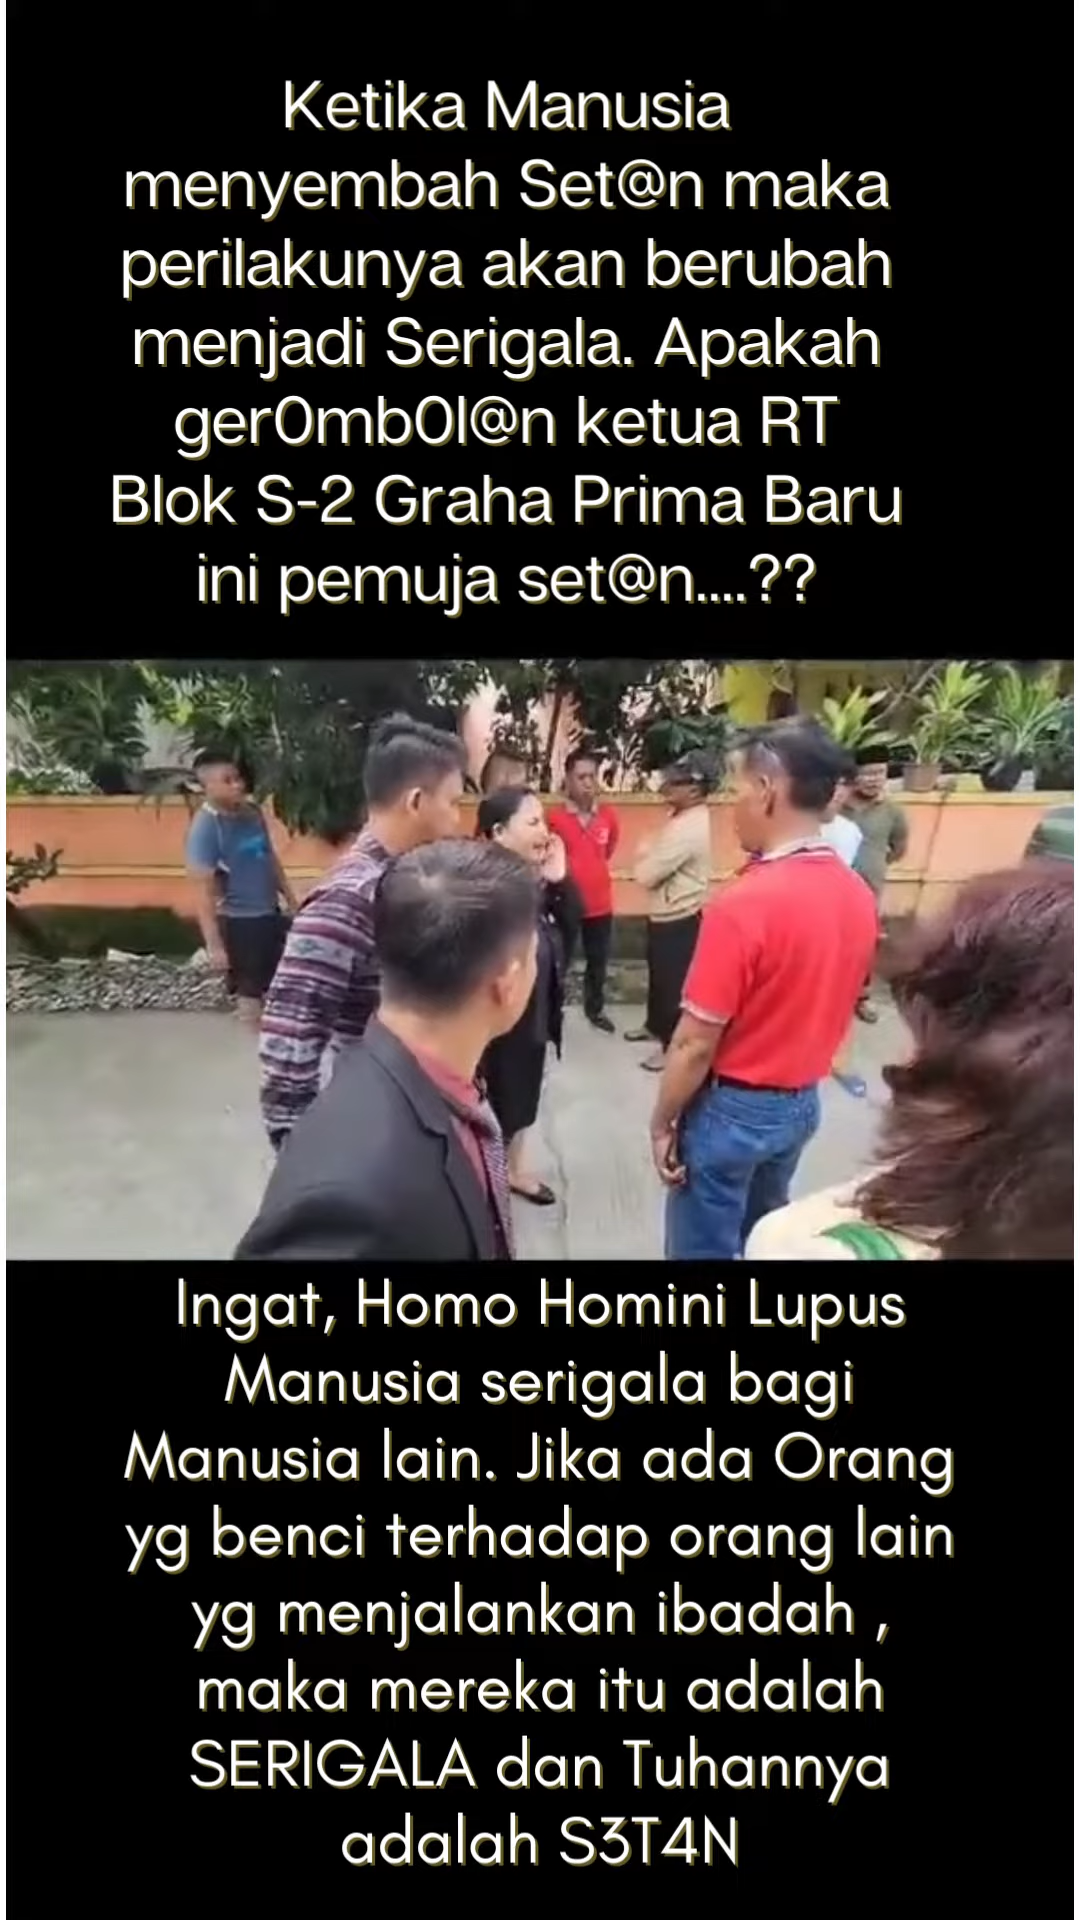 Ketika Manusia
menyembah Set@n maka
perilakunya akan berubah
menjadi Serigala. Apakah
ger0mb0l@n ketua RT
Blok S-2 Graha Prima Baru
ini pemuja set@n....??
Ingat, Homo Homini Lupus
Manusia serigala bagi
Manusia lain. Jika ada Orang
yg benci terhadap orang lain
yg menjalankan ibadah ,
maka mereka itu adalah
SERIGALA dan Tuhannya
adalah S3T4N